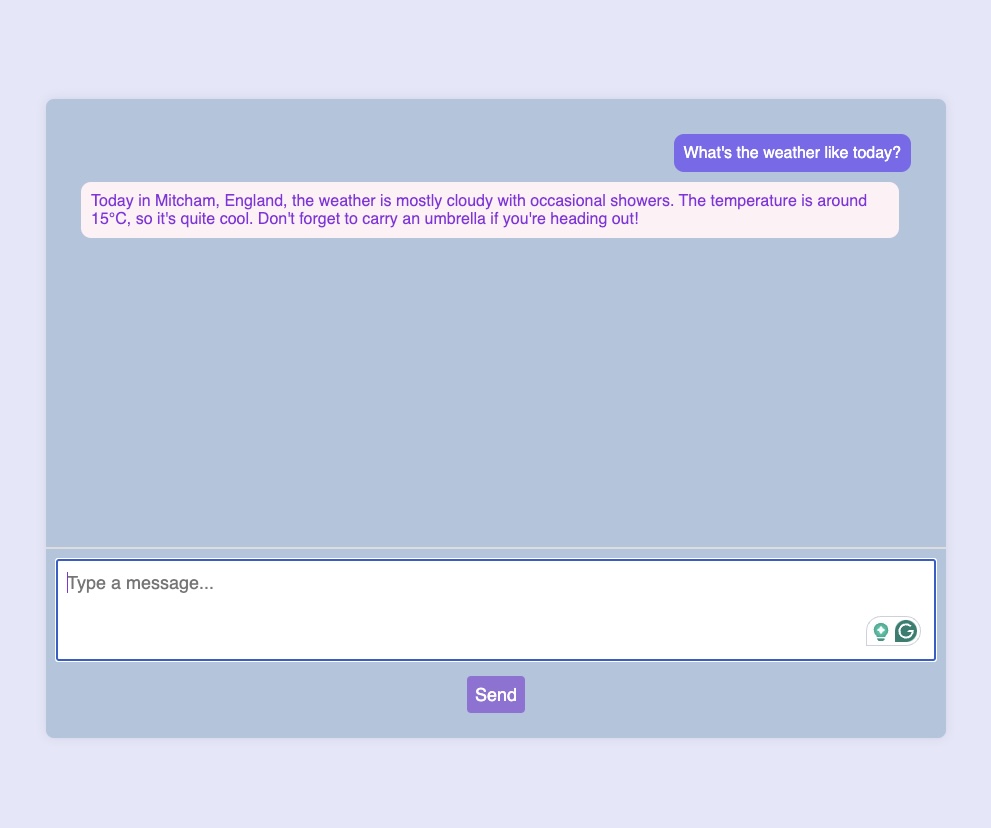 What's the weather like today?
Today in Mitcham, England, the weather is mostly cloudy with occasional showers. The temperature is around
15°C, so it's quite cool. Don't forget to carry an umbrella if you're heading out!
Type a message...
Send